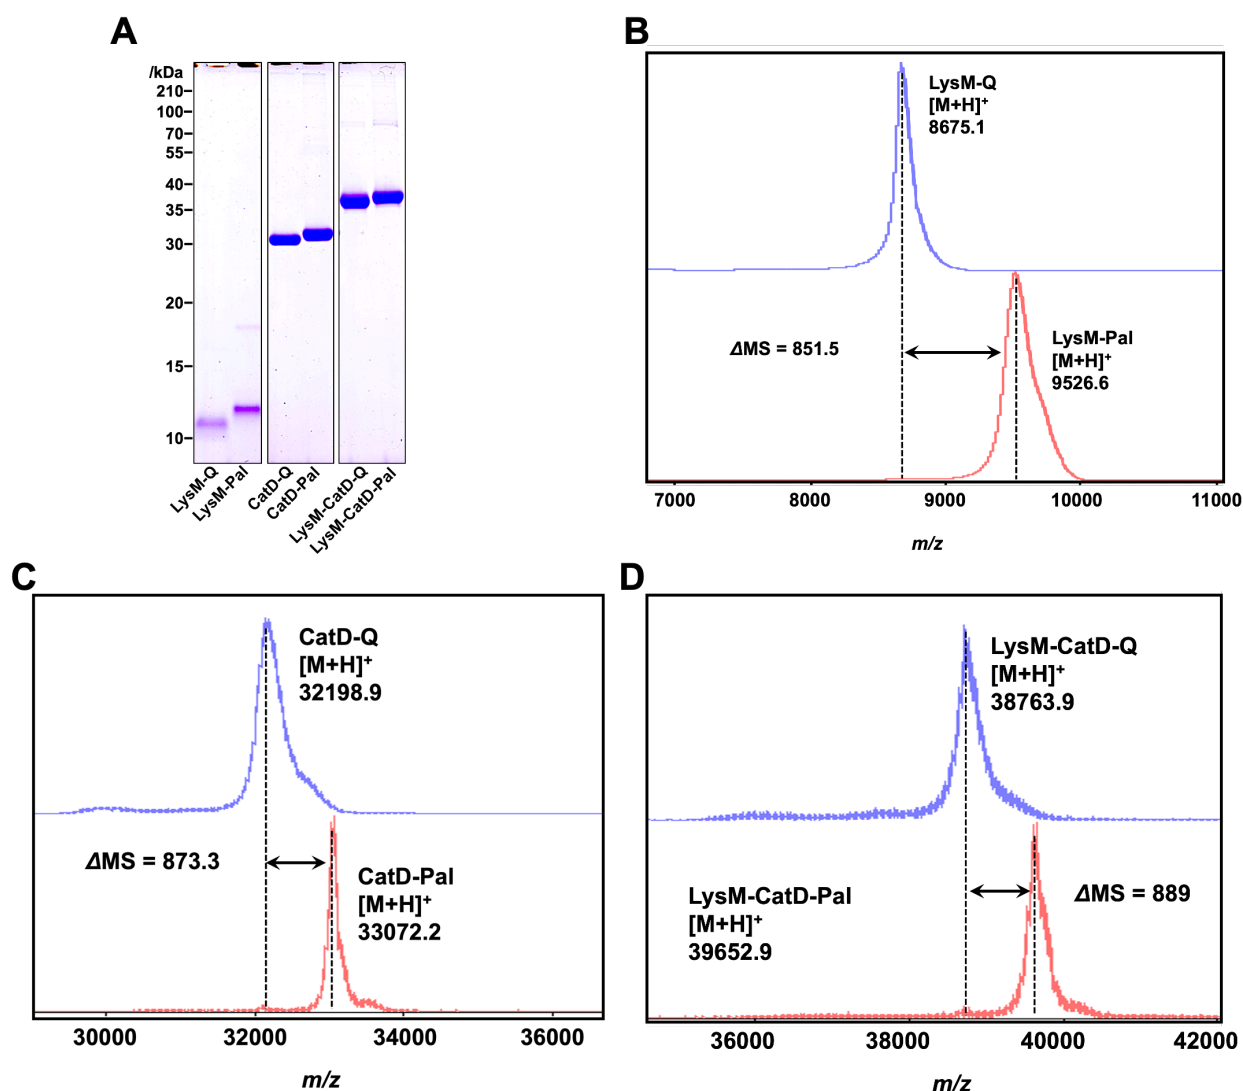 A
/kDa
210
100
70
55
40
35
30
20
15
10
LysM-Q
LysM-Pal
CatD-Q
CatD-Pal
LysM-CatD-Q
LysM-CatD-Pal
B
LysM-Q
[M+H]+
8675.1
ΔMS = 851.5
LysM-Pal
[M+H]+
9526.6
7000 8000 9000 10000 11000
m/z
C
CatD-Q
[M+H]+
32198.9
ΔMS = 873.3
CatD-Pal
[M+H]+
33072.2
30000 32000 34000 36000
m/z
D
LysM-CatD-Q
[M+H]+
38763.9
LysM-CatD-Pal
[M+H]+
39652.9
ΔMS = 889
36000 38000 40000 42000
m/z